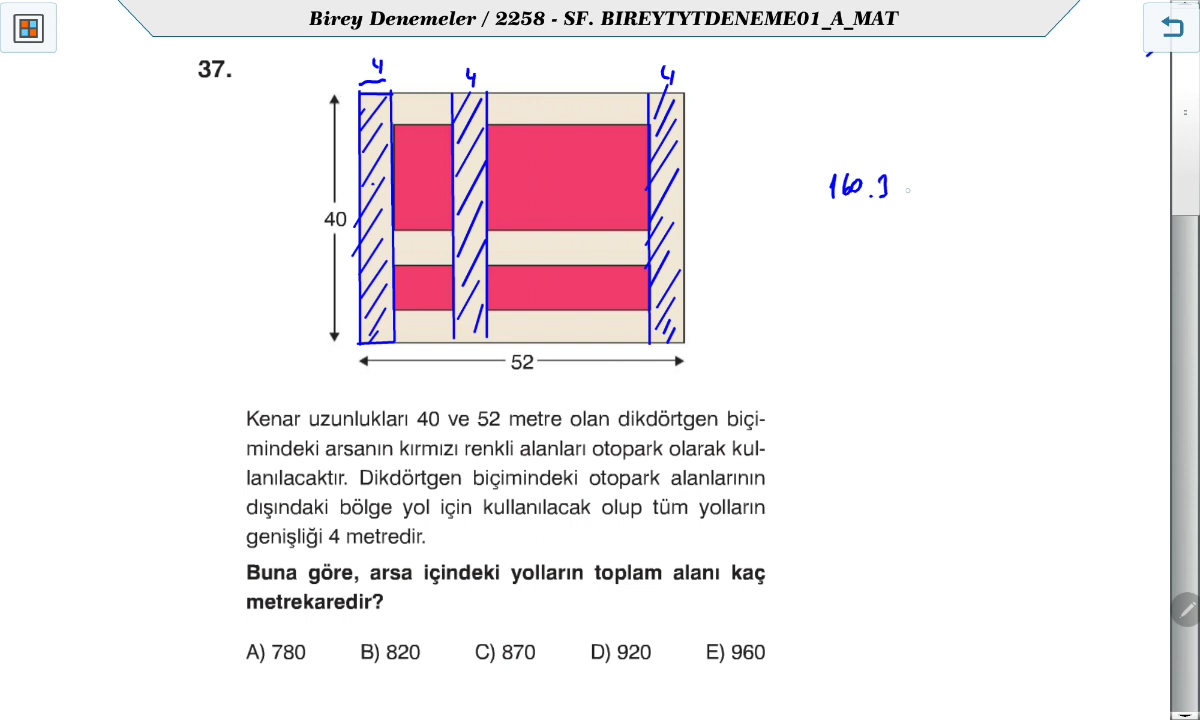 Birey Denemeler / 2258 - SF. BIREYTYTDENEME01_A_MAT
37.
4
4
4
40
160.3
52
Kenar uzunlukları 40 ve 52 metre olan dikdörtgen biçi-
mindeki arsanın kırmızı renkli alanları otopark olarak kul-
lanılacaktır. Dikdörtgen biçimindeki otopark alanlarının
dışındaki bölge yol için kullanılacak olup tüm yolların
genişliği 4 metredir.
Buna göre, arsa içindeki yolların toplam alanı kaç
metrekaredir?
A) 780 B) 820 C) 870 D) 920 E) 960